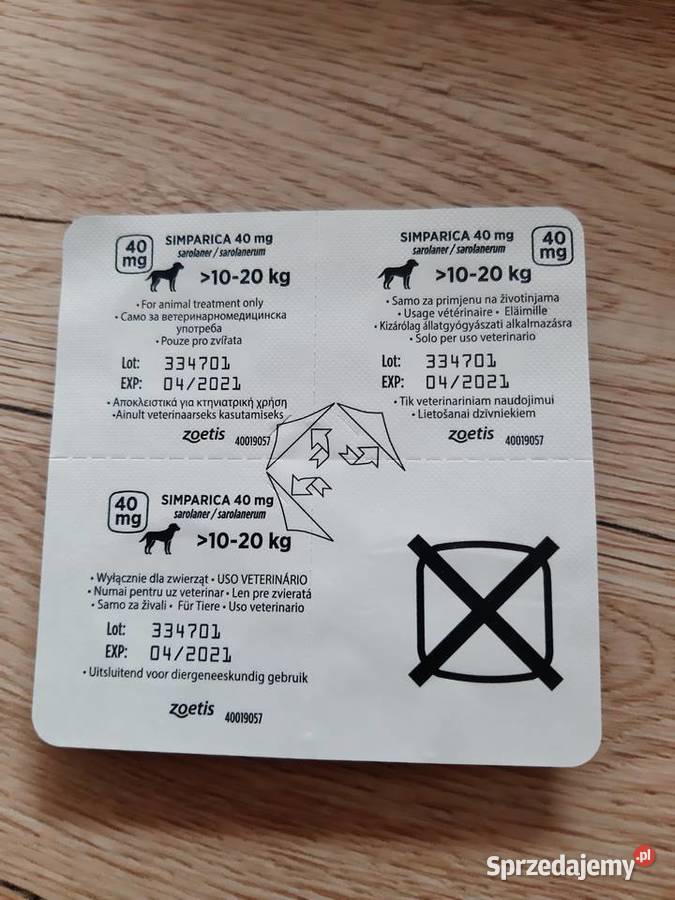 40
mg
SIMPARICA 40 mg
sarolaner / sarolanerum
>10-20 kg
• For animal treatment only
• Само за ветеринарномедицинска
употреба
• Pouze pro zvířata
Lot: 334701
EXP: 04/2021
• Αποκλειστικά για κτηνιατρική χρήση
• Ainult veterinaarseks kasutamiseks
zoetis 40019057
SIMPARICA 40 mg
sarolaner / sarolanerum
40
mg
>10-20 kg
• Samo za primjenu na životinjama
• Usage vétérinaire • Eläimille
• Kizárólag állatgyógyászati alkalmazásra
• Solo per uso veterinario
Lot: 334701
EXP: 04/2021
• Tik veterinariniam naudojimui
• Lietošanai dzīvniekiem
zoetis 40019057
40
mg
SIMPARICA 40 mg
sarolaner / sarolanerum
>10-20 kg
• Wyłącznie dla zwierząt • USO VETERINÁRIO
• Numai pentru uz veterinar • Len pre zvieratá
• Samo za živali • Für Tiere • Uso veterinario
Lot: 334701
EXP: 04/2021
• Uitsluitend voor diergeneeskundig gebruik
zoetis 40019057
Sprzedajemy.pl